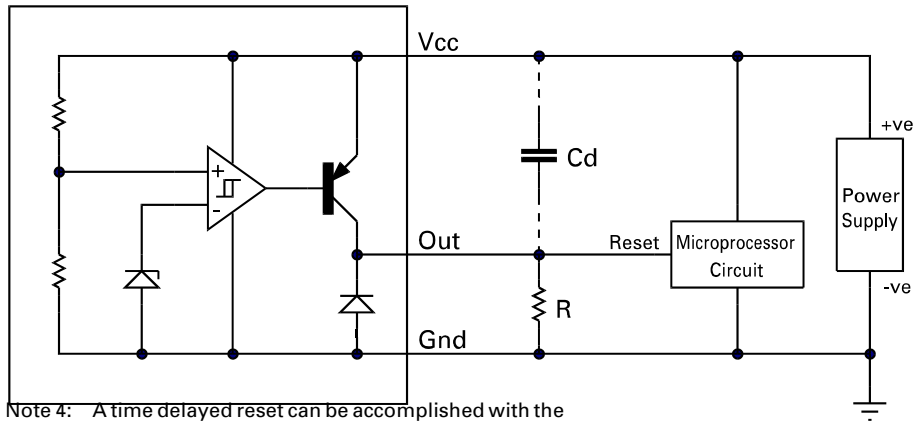 Vcc
+ve
+
Cd
-
Power
Supply
Out
Reset
Microprocessor
Circuit
-ve
R
Gnd
Note 4: A time delayed reset can be accomplished with the